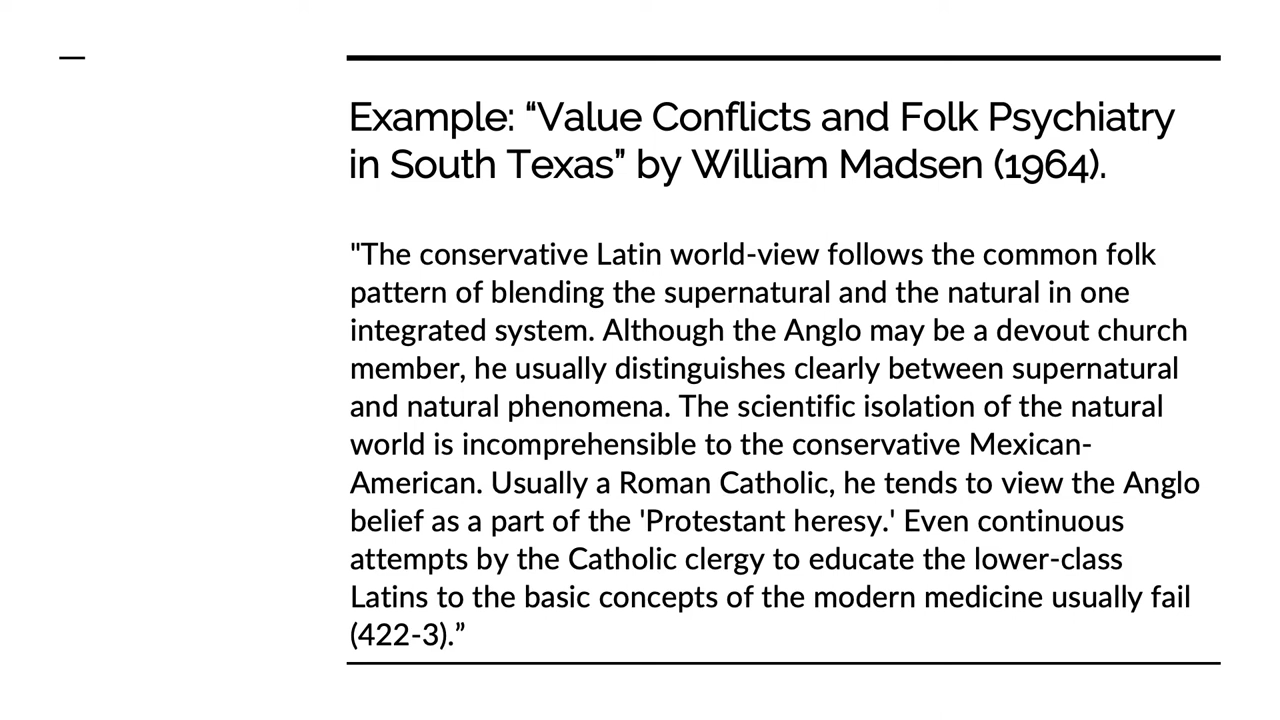 Example: “Value Conflicts and Folk Psychiatry
in South Texas” by William Madsen (1964).
"The conservative Latin world-view follows the common folk
pattern of blending the supernatural and the natural in one
integrated system. Although the Anglo may be a devout church
member, he usually distinguishes clearly between supernatural
and natural phenomena. The scientific isolation of the natural
world is incomprehensible to the conservative Mexican-
American. Usually a Roman Catholic, he tends to view the Anglo
belief as a part of the 'Protestant heresy.' Even continuous
attempts by the Catholic clergy to educate the lower-class
Latins to the basic concepts of the modern medicine usually fail
(422-3).”